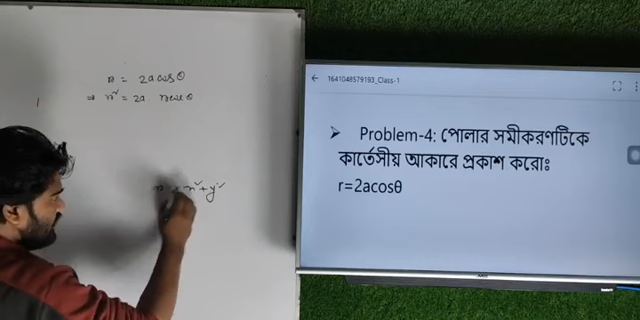 r = 2a cosθ
⇒ r² = 2a. r cosθ
x² + y²
1641048579193_Class-1
➤ Problem-4: পোলার সমীকরণটিকে
কার্তেসীয় আকারে প্রকাশ করোঃ
r=2acosθ